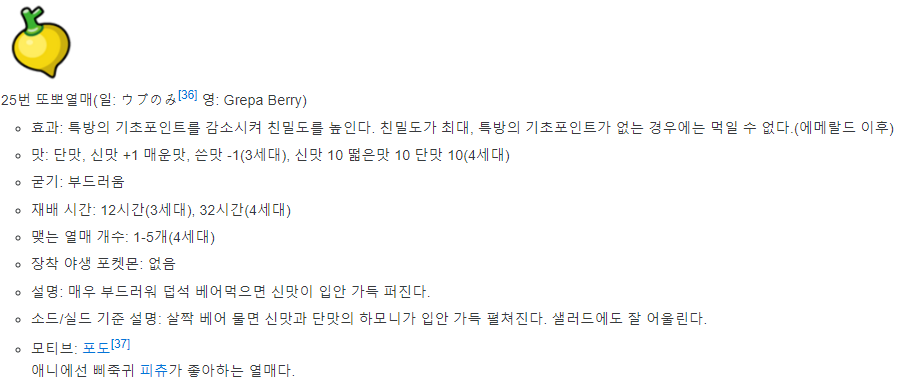 25번 또뽀열매(일: ウブのみ[36] 영: Grepa Berry)
효과: 특방의 기초포인트를 감소시켜 친밀도를 높인다. 친밀도가 최대, 특방의 기초포인트가 없는 경우에는 먹일 수 없다.(에메랄드 이후)
맛: 단맛, 신맛 +1 매운맛, 쓴맛 -1(3세대), 신맛 10 떫은맛 10 단맛 10(4세대)
굳기: 부드러움
재배 시간: 12시간(3세대), 32시간(4세대)
맺는 열매 개수: 1-5개(4세대)
장착 야생 포켓몬: 없음
설명: 매우 부드러워 덥석 베어먹으면 신맛이 입안 가득 퍼진다.
소드/실드 기준 설명: 살짝 베어 물면 신맛과 단맛의 하모니가 입안 가득 펼쳐진다. 샐러드에도 잘 어울린다.
모티브: 포도[37]
애니에선 삐죽귀 피츄가 좋아하는 열매다.